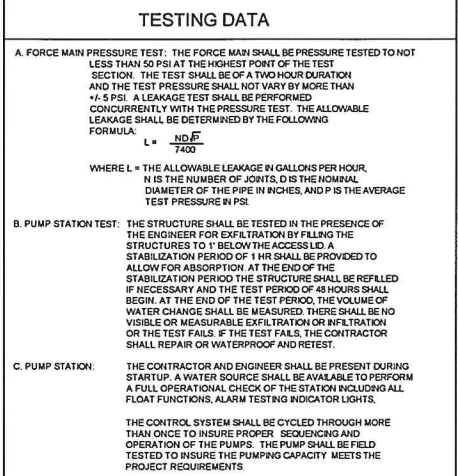 TESTING DATA
A. FORCE MAIN PRESSURE TEST: THE FORCE MAIN SHALL BE PRESSURE TESTED TO NOT
LESS THAN 50 PSI AT THE HIGHEST POINT OF THE TEST
SECTION. THE TEST SHALL BE OF A TWO HOUR DURATION
AND THE TEST PRESSURE SHALL NOT VARY BY MORE THAN
+/- 5 PSI. A LEAKAGE TEST SHALL BE PERFORMED
CONCURRENTLY WITH THE PRESSURE TEST. THE ALLOWABLE
LEAKAGE SHALL BE DETERMINED BY THE FOLLOWING
FORMULA:
L = ND√P
7400
WHERE L = THE ALLOWABLE LEAKAGE IN GALLONS PER HOUR,
N IS THE NUMBER OF JOINTS, D IS THE NOMINAL
DIAMETER OF THE PIPE IN INCHES, AND P IS THE AVERAGE
TEST PRESSURE IN PSI.
B. PUMP STATION TEST: THE STRUCTURE SHALL BE TESTED IN THE PRESENCE OF
THE ENGINEER FOR EXFILTRATION BY FILLING THE
STRUCTURES TO 1' BELOW THE ACCESS LID. A
STABILIZATION PERIOD OF 1 HR SHALL BE PROVIDED TO
ALLOW FOR ABSORPTION. AT THE END OF THE
STABILIZATION PERIOD THE STRUCTURE SHALL BE REFILLED
IF NECESSARY AND THE TEST PERIOD OF 48 HOURS SHALL
BEGIN. AT THE END OF THE TEST PERIOD, THE VOLUME OF
WATER CHANGE SHALL BE MEASURED. THERE SHALL BE NO
VISIBLE OR MEASURABLE EXFILTRATION OR INFILTRATION
OR THE TEST FAILS. IF THE TEST FAILS, THE CONTRACTOR
SHALL REPAIR OR WATERPROOF AND RETEST.
C. PUMP STATION: THE CONTRACTOR AND ENGINEER SHALL BE PRESENT DURING
STARTUP. A WATER SOURCE SHALL BE AVAILABLE TO PERFORM
A FULL OPERATIONAL CHECK OF THE STATION INCLUDING ALL
FLOAT FUNCTIONS, ALARM TESTING INDICATOR LIGHTS,
THE CONTROL SYSTEM SHALL BE CYCLED THROUGH MORE
THAN ONCE TO INSURE PROPER SEQUENCING AND
OPERATION OF THE PUMPS. THE PUMP SHALL BE FIELD
TESTED TO INSURE THE PUMPING CAPACITY MEETS THE
PROJECT REQUIREMENTS.